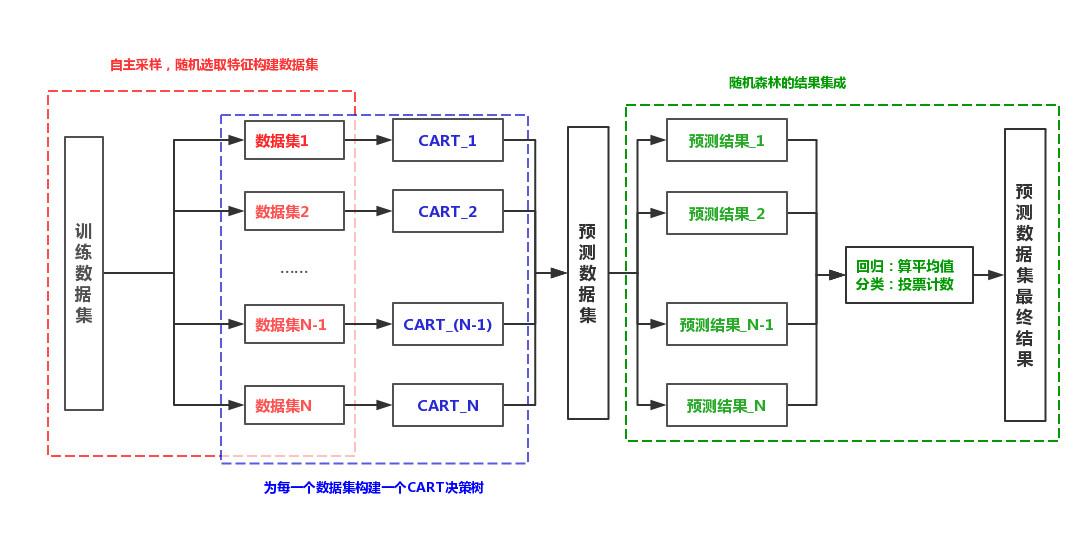 自主采样，随机选取特征构建数据集
随机森林的结果集成
训练数据集
数据集1
数据集2
......
数据集N-1
数据集N
CART_1
CART_2
CART_(N-1)
CART_N
为每一个数据集构建一个CART决策树
预测数据集
预测结果_1
预测结果_2
预测结果_N-1
预测结果_N
回归：算平均值
分类：投票计数
预测数据集最终结果